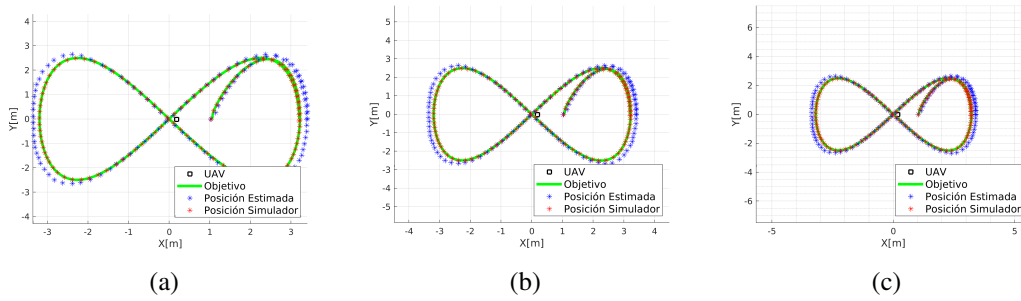 4
3
2
1
0
-1
-2
-3
-4
Y[m]
-3
-2
-1
0
1
2
3
X[m]
UAV
Objetivo
Posición Estimada
Posición Simulador
(a)
5
4
3
2
1
0
-1
-2
-3
-4
-5
Y[m]
-4
-3
-2
-1
0
1
2
3
4
X[m]
UAV
Objetivo
Posición Estimada
Posición Simulador
(b)
6
4
2
0
-2
-4
-6
Y[m]
-5
0
5
X[m]
UAV
Objetivo
Posición Estimada
Posición Simulador
(c)